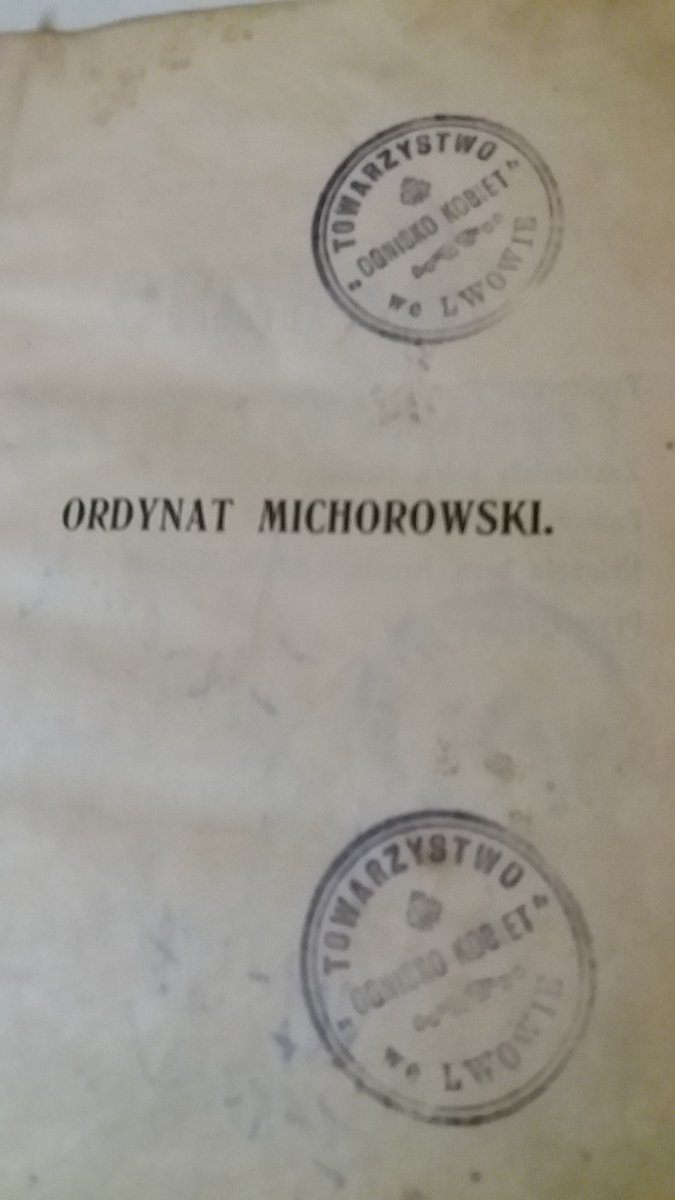 TOWARZYSTWO
„OGNISKO KOBIET”
we LWOWIE
ORDYNAT MICHOROWSKI.
TOWARZYSTWO
„OGNISKO KOBIET”
we LWOWIE